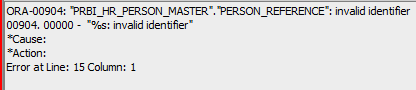 ORA-00904: "PRBI_HR_PERSON_MASTER"."PERSON_REFERENCE": invalid identifier
00904. 00000 -  "%s: invalid identifier"
*Cause:
*Action:
Error at Line: 15 Column: 1